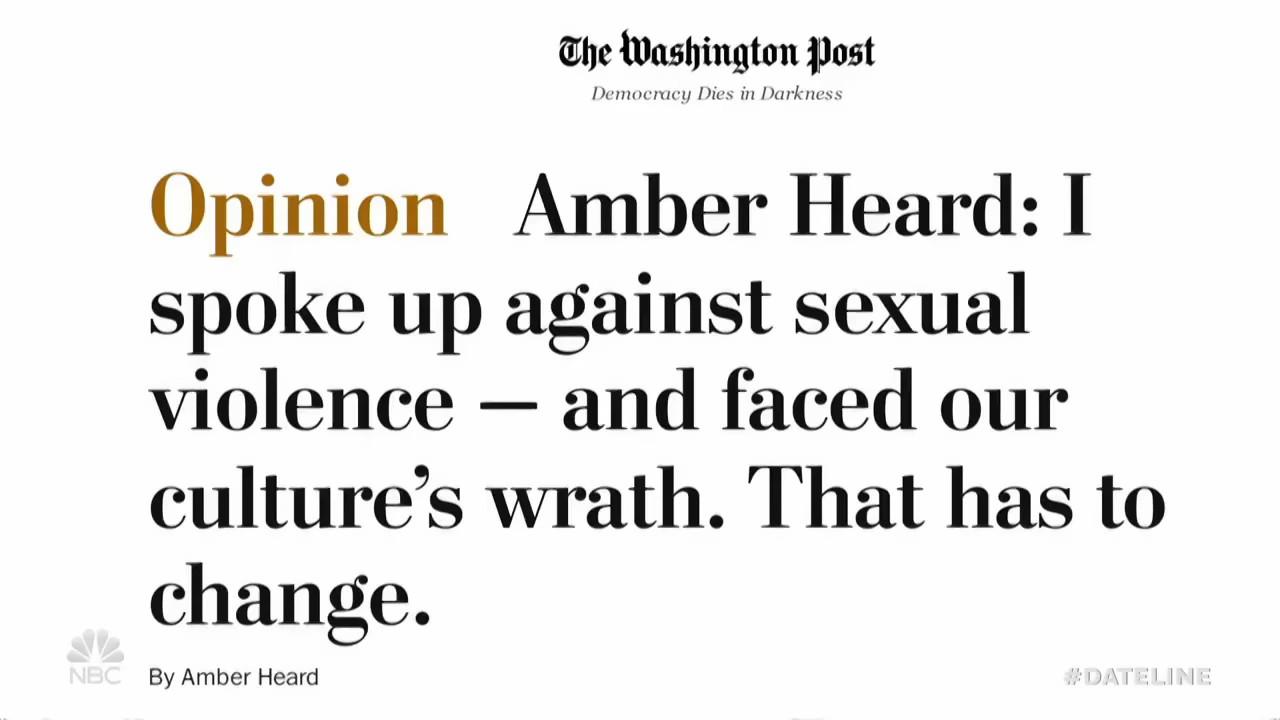 The Washington Post
Democracy Dies in Darkness
Opinion Amber Heard: I
spoke up against sexual
violence — and faced our
culture’s wrath. That has to
change.
By Amber Heard
NBC
#DATELINE